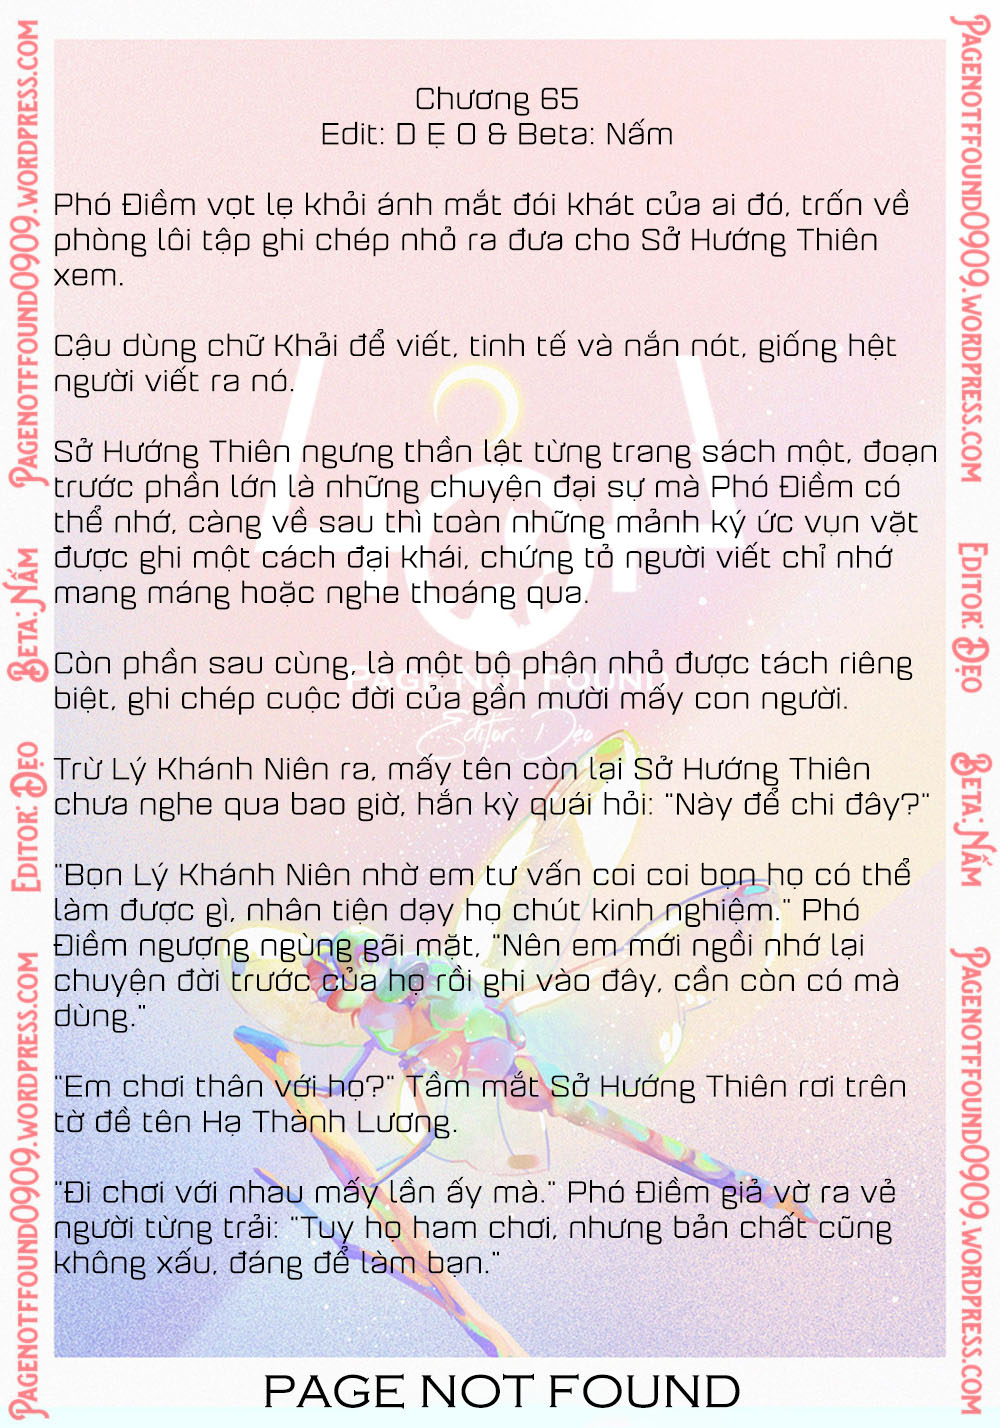 Chương 65
Edit: D Ẹ O & Beta: Nấm
Phó Điềm vọt lẹ khỏi ánh mắt đói khát của ai đó, trốn về
phòng lôi tập ghi chép nhỏ ra đưa cho Sở Hướng Thiên
xem.
Cậu dùng chữ Khải để viết, tinh tế và nắn nót, giống hệt
người viết ra nó.
Sở Hướng Thiên ngưng thần lật từng trang sách một, đoạn
trước phần lớn là những chuyện đại sự mà Phó Điềm có
thể nhớ, càng về sau thì toàn những mảnh ký ức vụn vặt
được ghi một cách đại khái, chứng tỏ người viết chỉ nhớ
mang máng hoặc nghe thoáng qua.
Còn phần sau cùng, là một bộ phận nhỏ được tách riêng
biệt, ghi chép cuộc đời của gần mười mấy con người.
Trừ Lý Khánh Niên ra, mấy tên còn lại Sở Hướng Thiên
chưa nghe qua bao giờ, hắn kỳ quái hỏi: "Này để chi đây?"
"Bọn Lý Khánh Niên nhờ em tư vấn coi coi bọn họ có thể
làm được gì, nhân tiện dạy họ chút kinh nghiệm." Phó
Điềm ngượng ngùng gãi mặt, "Nên em mới ngồi nhớ lại
chuyện đời trước của họ rồi ghi vào đây, cần còn có mà
dùng."
"Em chơi thân với họ?" Tầm mắt Sở Hướng Thiên rơi trên
tờ đề tên Hạ Thành Lương.
"Đi chơi với nhau mấy lần ấy mà." Phó Điềm giả vờ ra vẻ
người từng trải: "Tuy họ ham chơi, nhưng bản chất cũng
không xấu, đáng để làm bạn."
PAGE NOT FOUND
Page not found
Editor: Dẹo
Pagenotffound0909.wordpress.com
Beta: Nấm
Editor: Dẹo
Pagenotffound0909.wordpress.com
Pagenotffound0909.wordpress.com
Editor: Dẹo
Beta: Nấm
Pagenotffound0909.wordpress.com